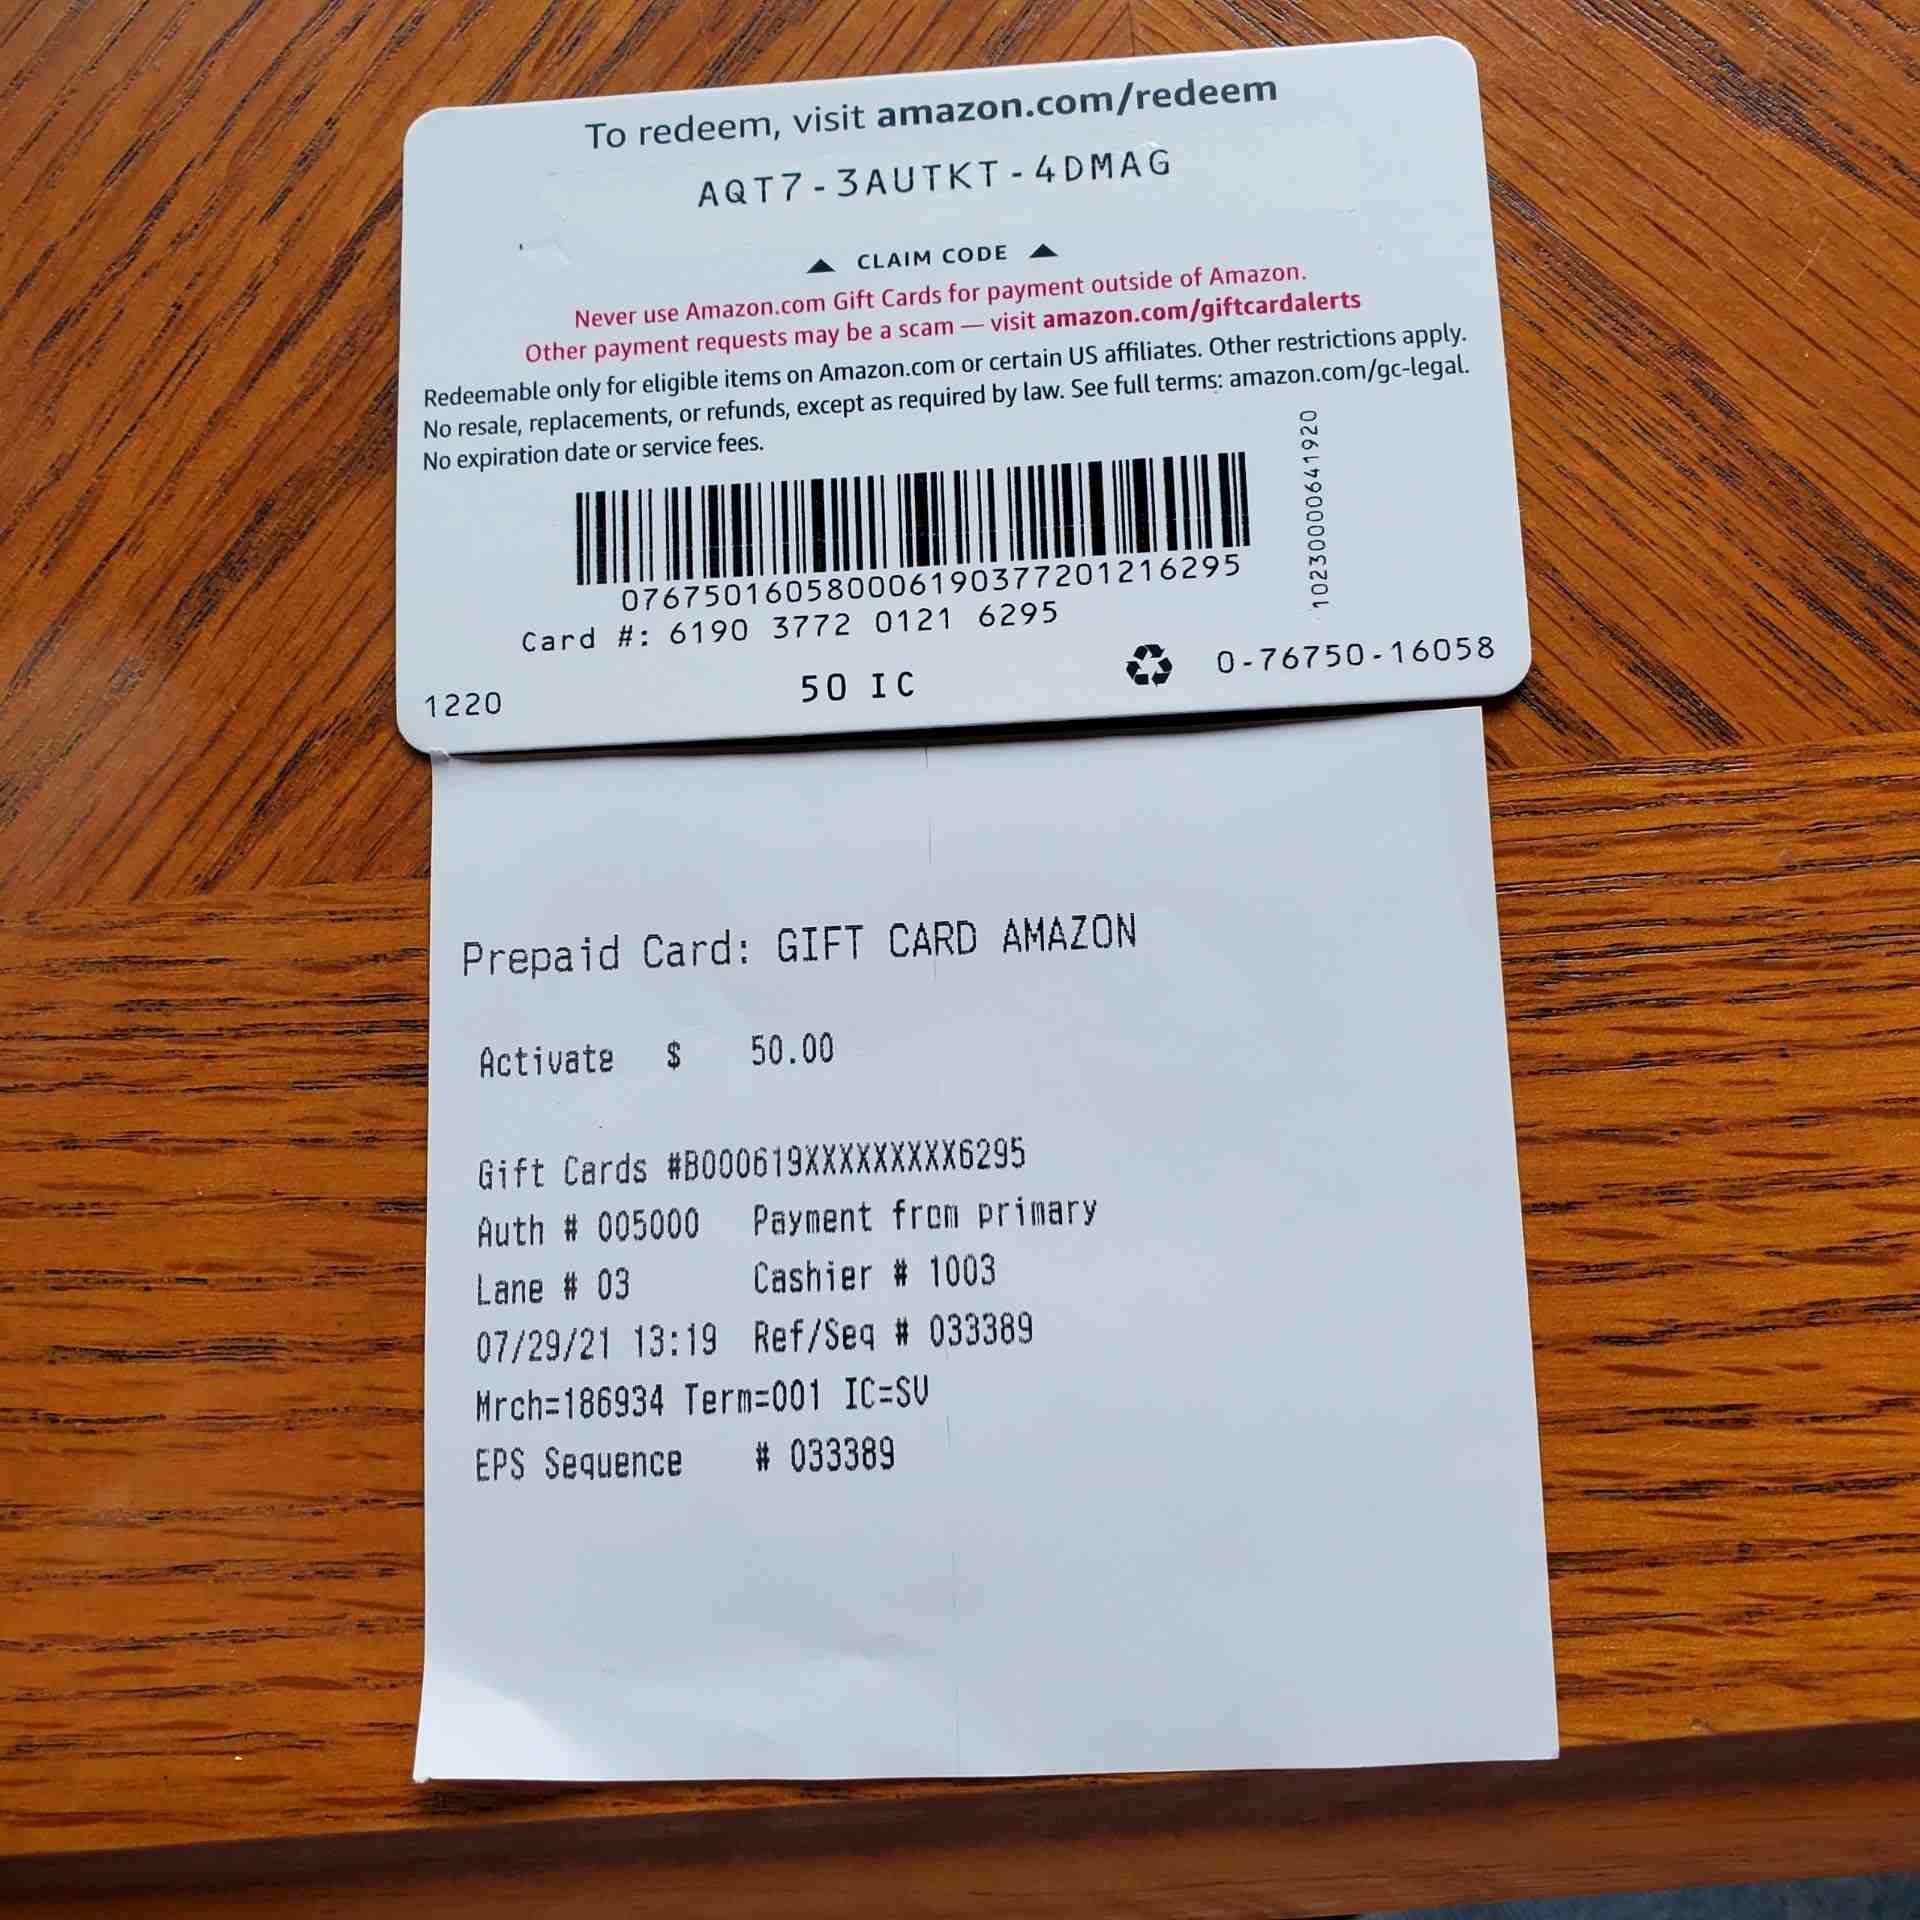 To redeem, visit amazon.com/redeem
AQT7-3AUTKT-4DMAG
▲ CLAIM CODE ▲
Never use Amazon.com Gift Cards for payment outside of Amazon.
Other payment requests may be a scam — visit amazon.com/giftcardalerts
Redeemable only for eligible items on Amazon.com or certain US affiliates. Other restrictions apply.
No resale, replacements, or refunds, except as required by law. See full terms: amazon.com/gc-legal.
No expiration date or service fees.
102300000641920
076750160580006190377201216295
Card #: 6190 3772 0121 6295
1220
50 IC
0-76750-16058
Prepaid Card: GIFT CARD AMAZON
Activate $ 50.00
Gift Cards #B000619XXXXXXXXX6295
Auth # 005000 Payment from primary
Lane # 03 Cashier # 1003
07/29/21 13:19 Ref/Seq # 033389
Mrch=186934 Term=001 IC=SV
EPS Sequence # 033389